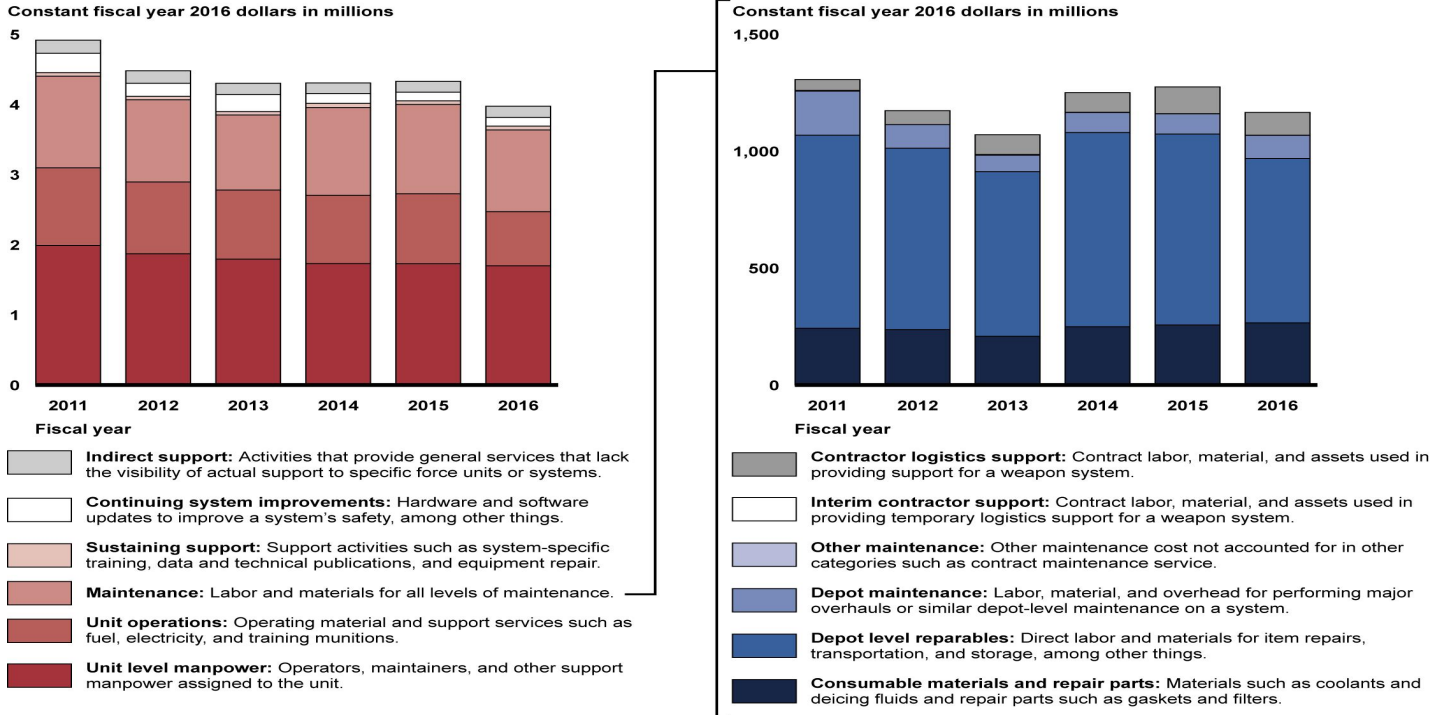 Constant fiscal year 2016 dollars in millions
5
4
3
2
1
0
2011 2012 2013 2014 2015 2016
Fiscal year
Indirect support: Activities that provide general services that lack
the visibility of actual support to specific force units or systems.
Continuing system improvements: Hardware and software
updates to improve a system's safety, among other things.
Sustaining support: Support activities such as system-specific
training, data and technical publications, and equipment repair.
Maintenance: Labor and materials for all levels of maintenance.
Unit operations: Operating material and support services such as
fuel, electricity, and training munitions.
Unit level manpower: Operators, maintainers, and other support
manpower assigned to the unit.
Constant fiscal year 2016 dollars in millions
1,500
1,000
500
0
2011 2012 2013 2014 2015 2016
Fiscal year
Contractor logistics support: Contract labor, material, and assets used in
providing support for a weapon system.
Interim contractor support: Contract labor, material, and assets used in
providing temporary logistics support for a weapon system.
Other maintenance: Other maintenance cost not accounted for in other
categories such as contract maintenance service.
Depot maintenance: Labor, material, and overhead for performing major
overhauls or similar depot-level maintenance on a system.
Depot level reparables: Direct labor and materials for item repairs,
transportation, and storage, among other things.
Consumable materials and repair parts: Materials such as coolants and
deicing fluids and repair parts such as gaskets and filters.